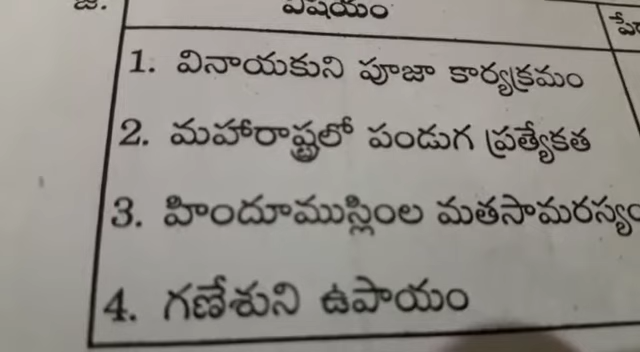 జ. విషయం పేర
1. వినాయకుని పూజా కార్యక్రమం
2. మహారాష్ట్రలో పండుగ ప్రత్యేకత
3. హిందూముస్లింల మతసామరస్యం
4. గణేశుని ఉపాయం